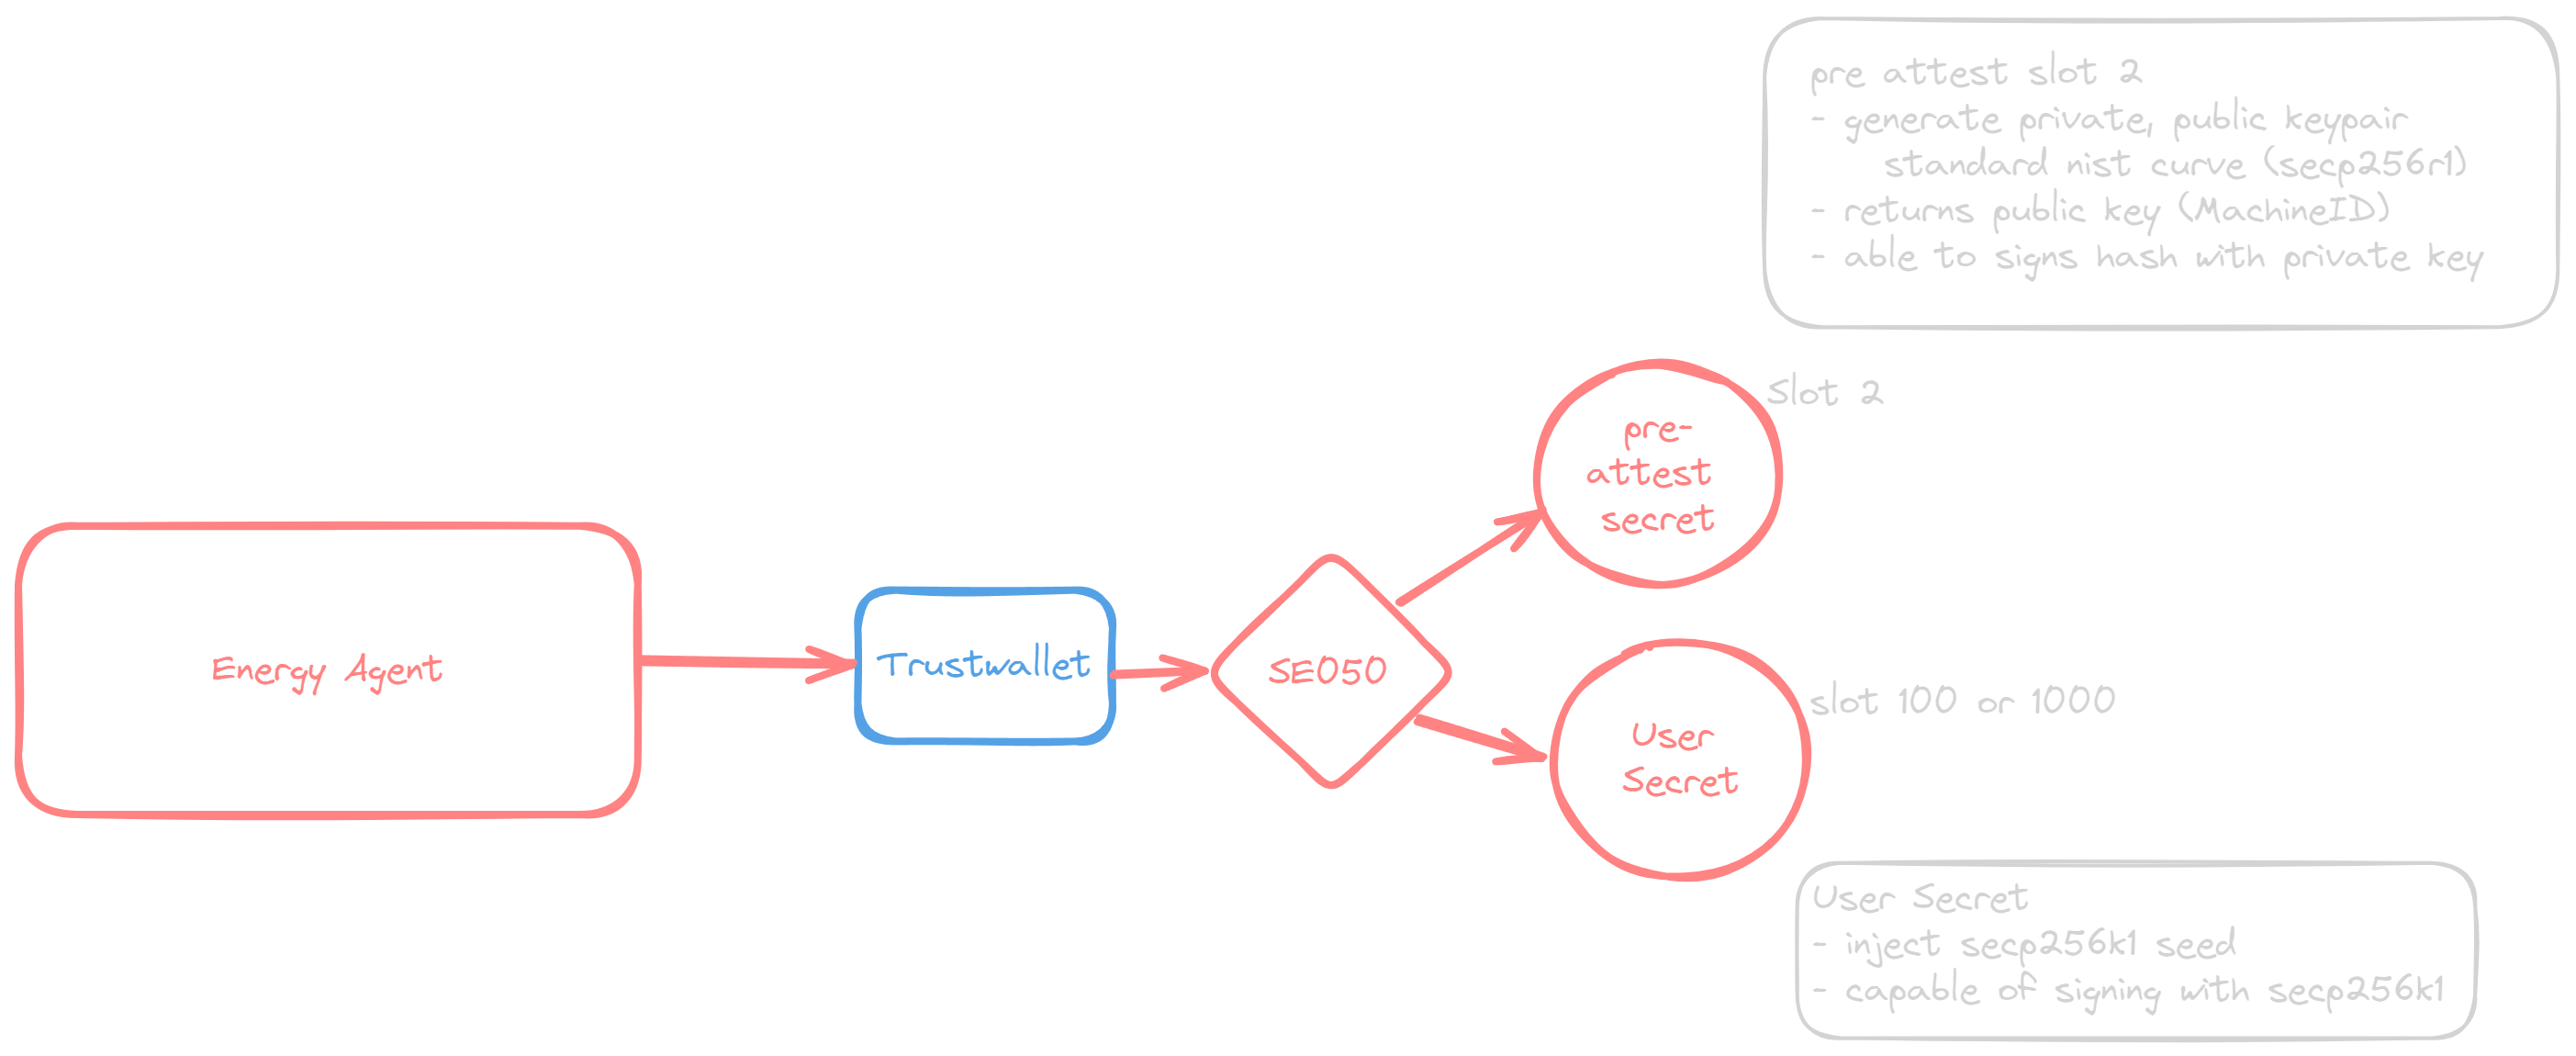 pre attest slot 2
- generate private, public keypair
standard nist curve (secp256r1)
- returns public key (MachineID)
- able to signs hash with private key
Slot 2
pre-
attest
secret
Energy Agent
Trustwallet
SE050
slot 100 or 1000
User
Secret
User Secret
- inject secp256k1 seed
- capable of signing with secp256k1